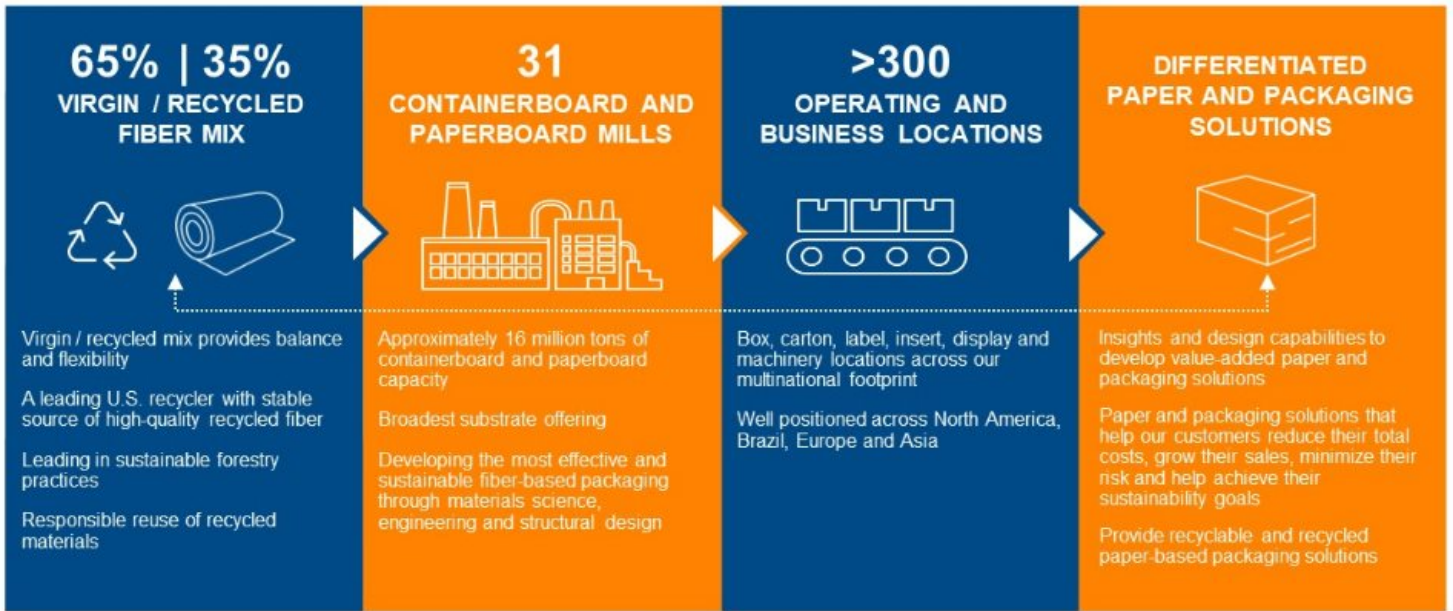 65% | 35%
VIRGIN / RECYCLED
FIBER MIX
Virgin / recycled mix provides balance
and flexibility
A leading U.S. recycler with stable
source of high-quality recycled fiber
Leading in sustainable forestry
practices
Responsible reuse of recycled
materials
31
CONTAINERBOARD AND
PAPERBOARD MILLS
Approximately 16 million tons of
containerboard and paperboard
capacity
Broadest substrate offering
Developing the most effective and
sustainable fiber-based packaging
through materials science,
engineering and structural design
>300
OPERATING AND
BUSINESS LOCATIONS
Box, carton, label, insert, display and
machinery locations across our
multinational footprint
Well positioned across North America,
Brazil, Europe and Asia
DIFFERENTIATED
PAPER AND PACKAGING
SOLUTIONS
Insights and design capabilities to
develop value-added paper and
packaging solutions
Paper and packaging solutions that
help our customers reduce their total
costs, grow their sales, minimize their
risk and help achieve their
sustainability goals
Provide recyclable and recycled
paper-based packaging solutions